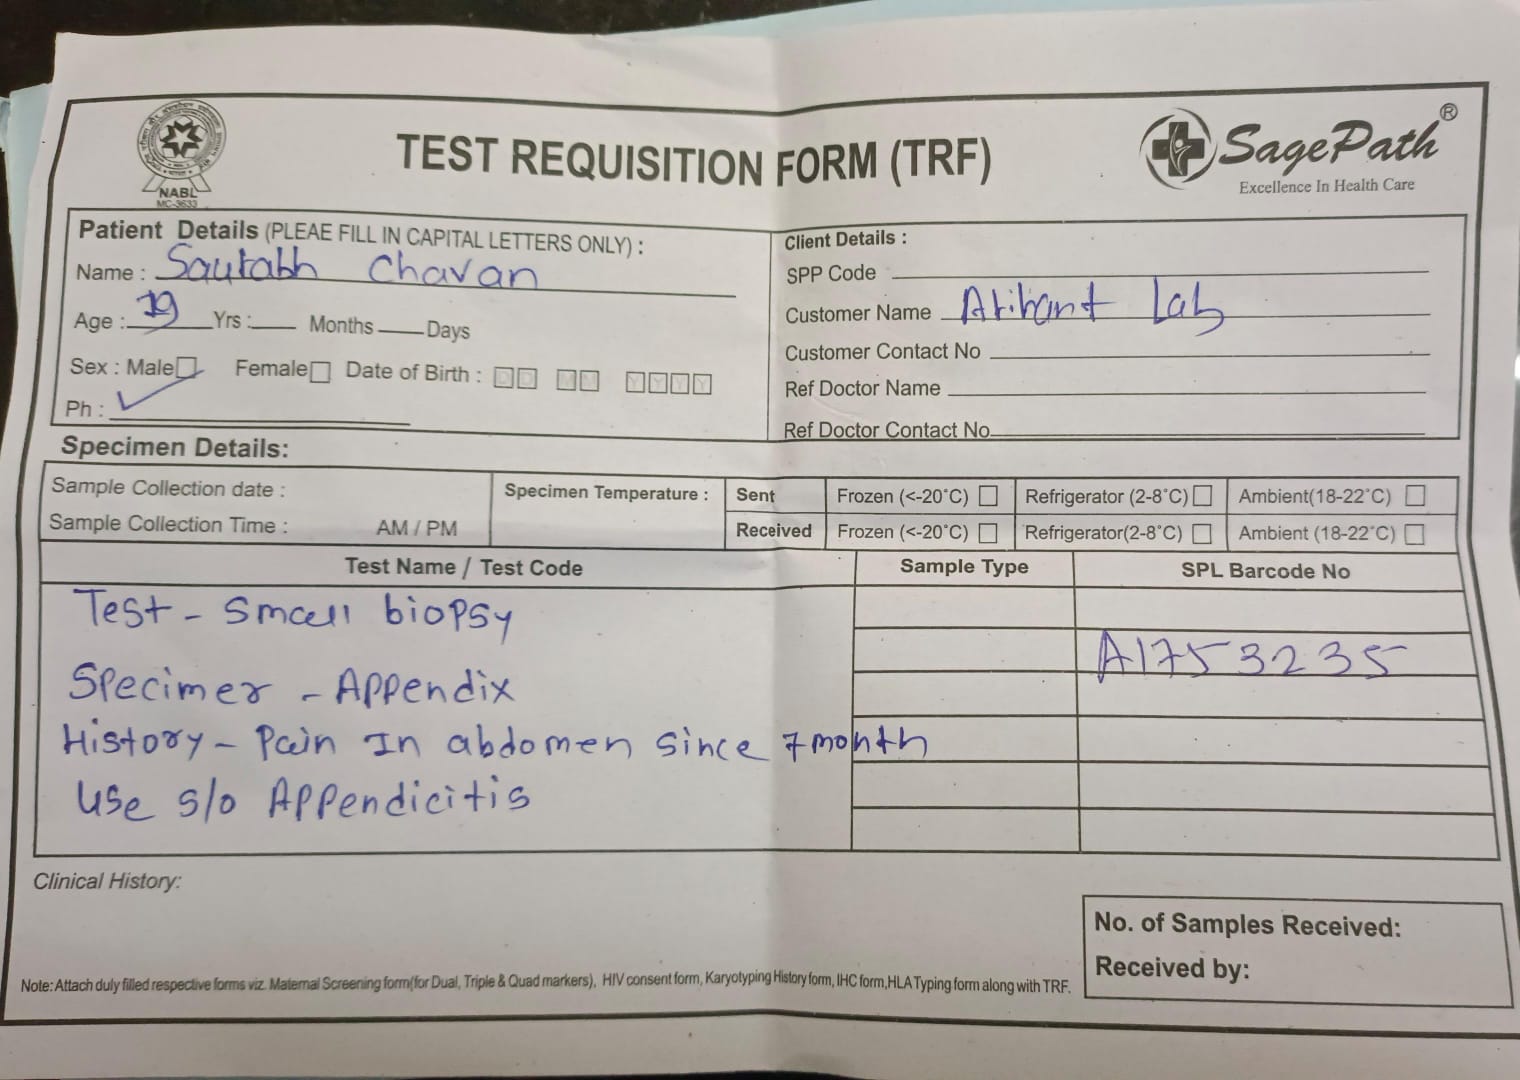 NABL
MC-3633
TEST REQUISITION FORM (TRF)
SagePath®
Excellence In Health Care
Patient Details (PLEAE FILL IN CAPITAL LETTERS ONLY) :
Name : Saurabh Chavan
Age : 19 Yrs : Months Days
Sex : Male Female Date of Birth : DD MM YYYY
Ph :
Client Details :
SPP Code
Customer Name Arihant Lab
Customer Contact No
Ref Doctor Name
Ref Doctor Contact No.
Specimen Details:
Sample Collection date :
Sample Collection Time : AM / PM
Specimen Temperature :
Sent Frozen (<-20°C) Refrigerator (2-8°C) Ambient(18-22°C)
Received Frozen (<-20°C) Refrigerator(2-8°C) Ambient (18-22°C)
Test Name / Test Code Sample Type SPL Barcode No
Test - Small biopsy
A1753235
Specimen - Appendix
History - Pain In abdomen since 7 month
Use s/o Appendicitis
Clinical History:
No. of Samples Received:
Received by:
Note: Attach duly filled respective forms viz. Maternal Screening form(for Dual, Triple & Quad markers), HIV consent form, Karyotyping History form, IHC form,HLA Typing form along with TRF.